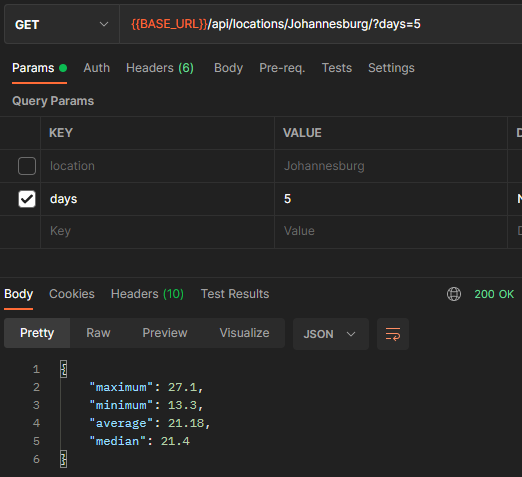 GET {{BASE_URL}}/api/locations/Johannesburg/?days=5
Params Auth Headers (6) Body Pre-req. Tests Settings
Query Params
KEY VALUE D
location Johannesburg
days 5 N
Key Value D
Body Cookies Headers (10) Test Results 200 OK
Pretty Raw Preview Visualize JSON
1 {
2 "maximum": 27.1,
3 "minimum": 13.3,
4 "average": 21.18,
5 "median": 21.4
6 }